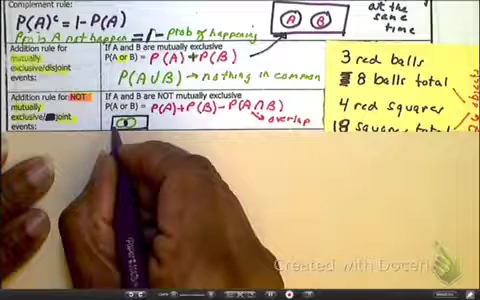 Complement rule:
P(A)ᶜ = 1 - P(A)
Prob A not happen = 1 - prob of happening
A B
at the same time
Addition rule for mutually exclusive/disjoint events:
If A and B are mutually exclusive
P(A or B) = P(A) + P(B)
P(A∪B) → nothing in common
Addition rule for NOT mutually exclusive/disjoint events:
If A and B are NOT mutually exclusive
P(A or B) = P(A) + P(B) - P(A∩B)
overlap
3 red balls
8 balls total
4 red squares
18 squares total
2 objects
Created with Doceri